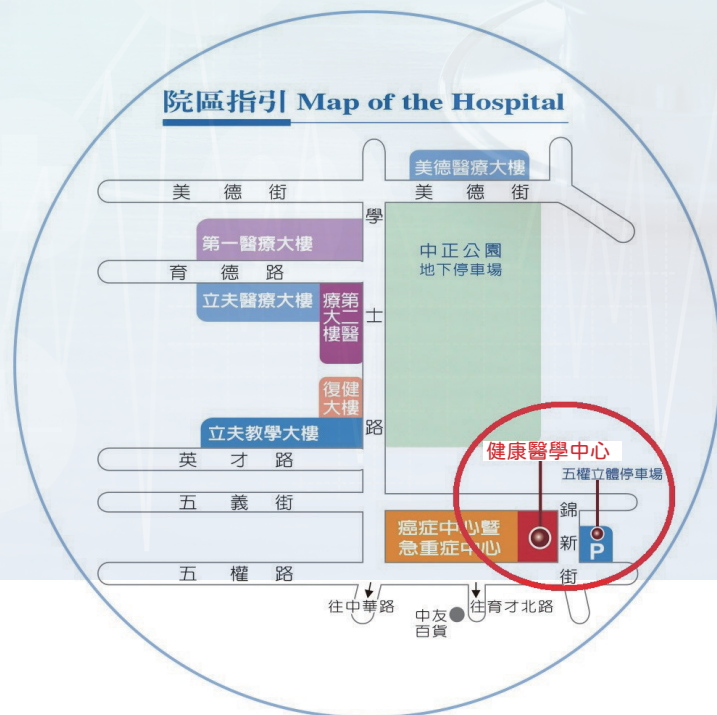 院區指引 Map of the Hospital
美德醫療大樓
美德街
美德街
學士路
第一醫療大樓
中正公園
地下停車場
育德路
立夫醫療大樓
第二醫
療大樓
復健
大樓
立夫教學大樓
英才路
健康醫學中心
五權立體停車場
五義街
癌症中心暨
急重症中心
錦新街
P
五權路
往中華路
中友
百貨
往育才北路